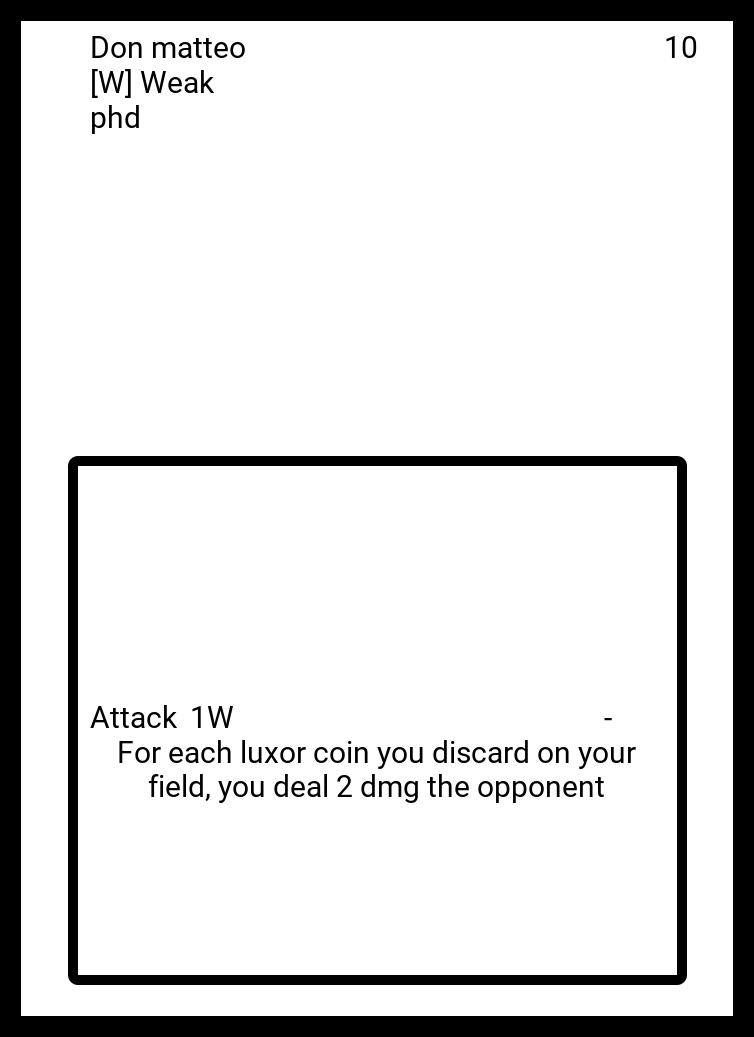 Don matteo 10
[W] Weak
phd
Attack 1W -
For each luxor coin you discard on your
field, you deal 2 dmg the opponent